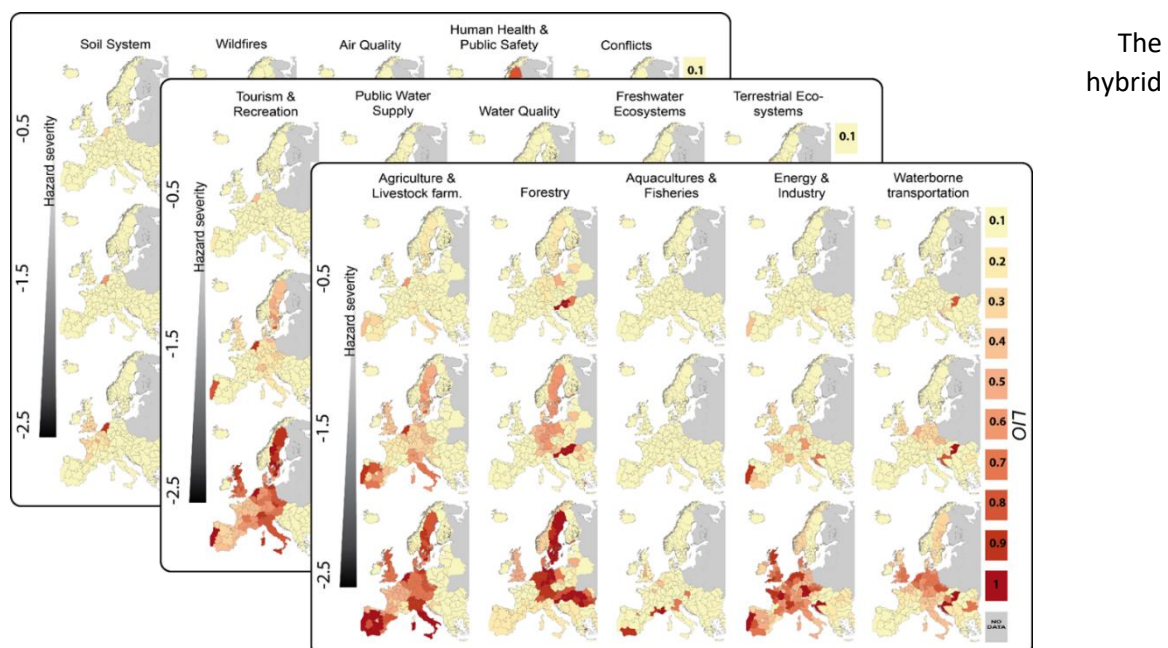 The
hybrid
Soil System
Wildfires
Air Quality
Human Health &
Public Safety
Conflicts
0.1
-0.5
-1.5
-2.5
Hazard severity
Tourism &
Recreation
Public Water
Supply
Water Quality
Freshwater
Ecosystems
Terrestrial Eco-
systems
0.1
-0.5
-1.5
-2.5
Hazard severity
Agriculture &
Livestock farm.
Forestry
Aquacultures &
Fisheries
Energy &
Industry
Waterborne
transportation
-0.5
-1.5
-2.5
Hazard severity
0.1
0.2
0.3
0.4
0.5
0.6
0.7
0.8
0.9
1
NO
DATA
LIO